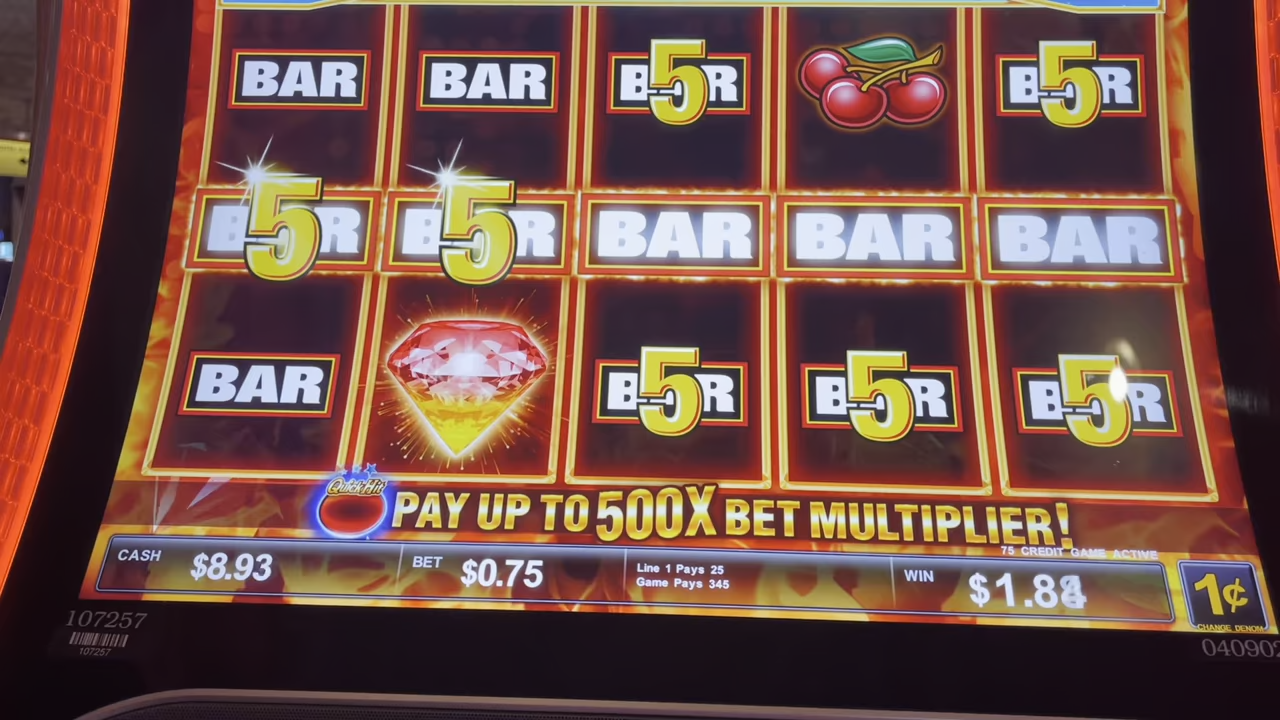 BAR BAR B5R B5R
B5R B5R BAR BAR BAR
BAR B5R B5R B5R
Quick Hit
PAY UP TO 500X BET MULTIPLIER!
75 CREDIT GAME ACTIVE
CASH $8.93 BET $0.75 Line 1 Pays 25 WIN
Game Pays 345
1¢
CHANGE DENOM
107257
107257